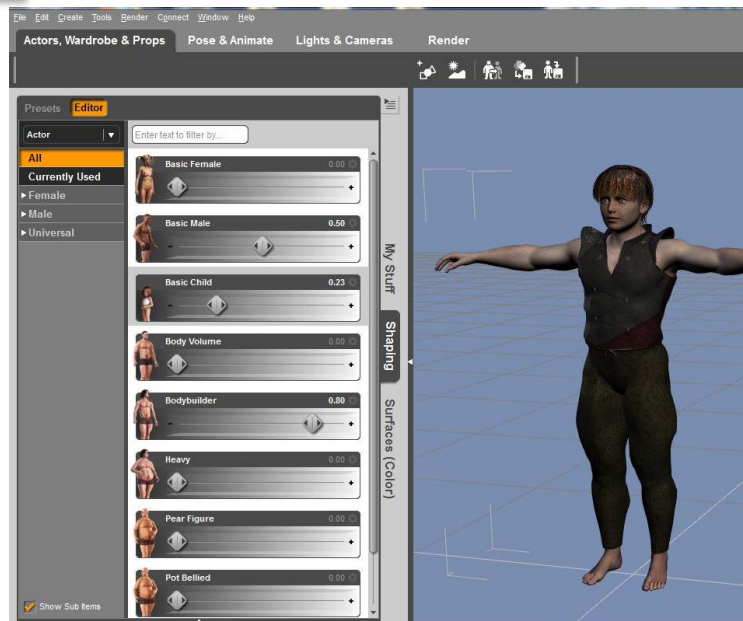 File Edit Create Tools Render Connect Window Help
Actors, Wardrobe & Props Pose & Animate Lights & Cameras Render
Presets Editor
Actor
Enter text to filter by...
All
Currently Used
Female
Male
Universal
Basic Female 0.00
Basic Male 0.50
Basic Child 0.23
Body Volume 0.00
Bodybuilder 0.80
Heavy 0.00
Pear Figure 0.00
Pot Bellied 0.00
Show Sub Items
My Stuff
Shaping
Surfaces (Color)